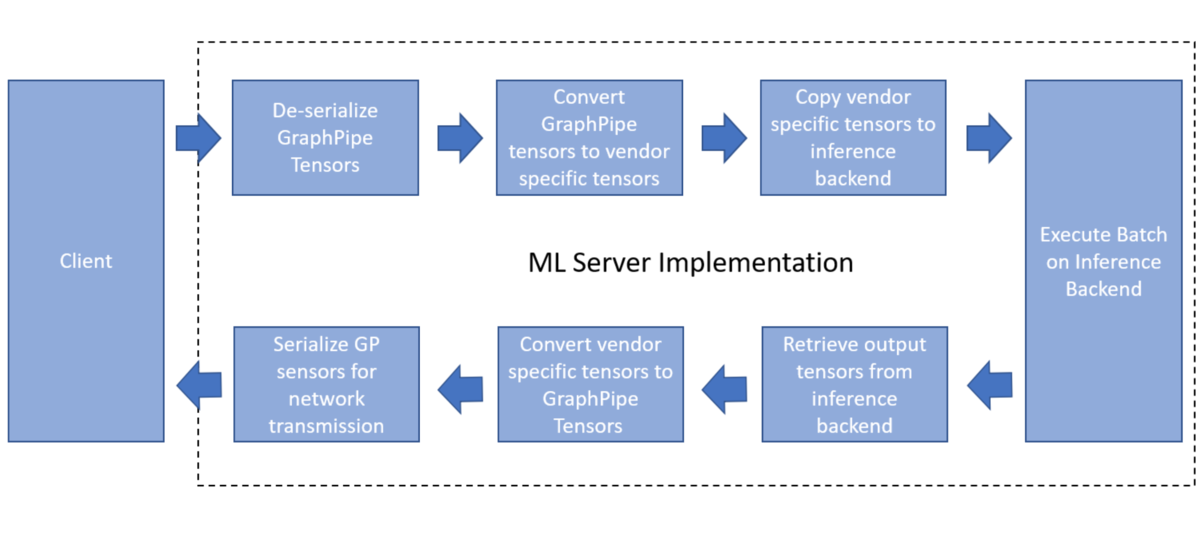 De-serialize
GraphPipe
Tensors
Convert
GraphPipe
tensors to vendor
specific tensors
Copy vendor
specific tensors to
inference
backend
Client
ML Server Implementation
Execute Batch
on Inference
Backend
Serialize GP
sensors for
network
transmission
Convert vendor
specific tensors to
GraphPipe
Tensors
Retrieve output
tensors from
inference
backend